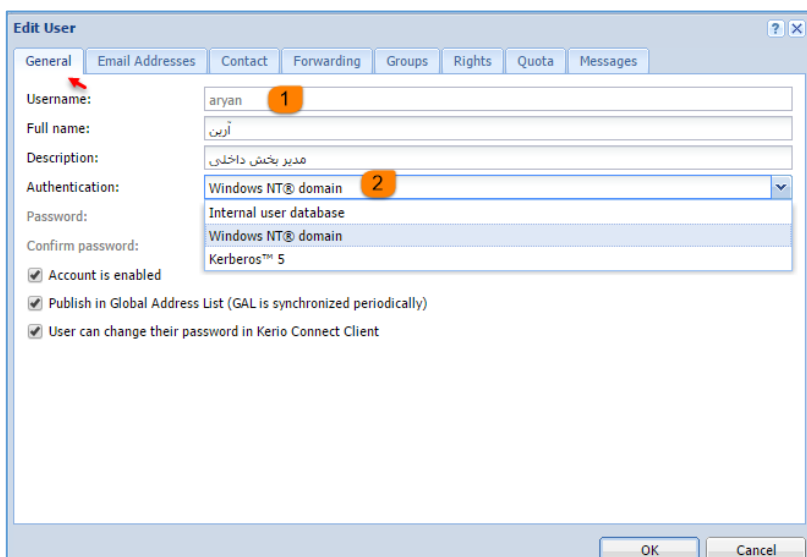 Edit User
General Email Addresses Contact Forwarding Groups Rights Quota Messages
Username: aryan 1
Full name: آرین
Description: مدیر بخش داخلی
Authentication: Windows NT® domain 2
Password: Internal user database
Windows NT® domain
Confirm password:
Kerberos™ 5
Account is enabled
Publish in Global Address List (GAL is synchronized periodically)
User can change their password in Kerio Connect Client
OK Cancel